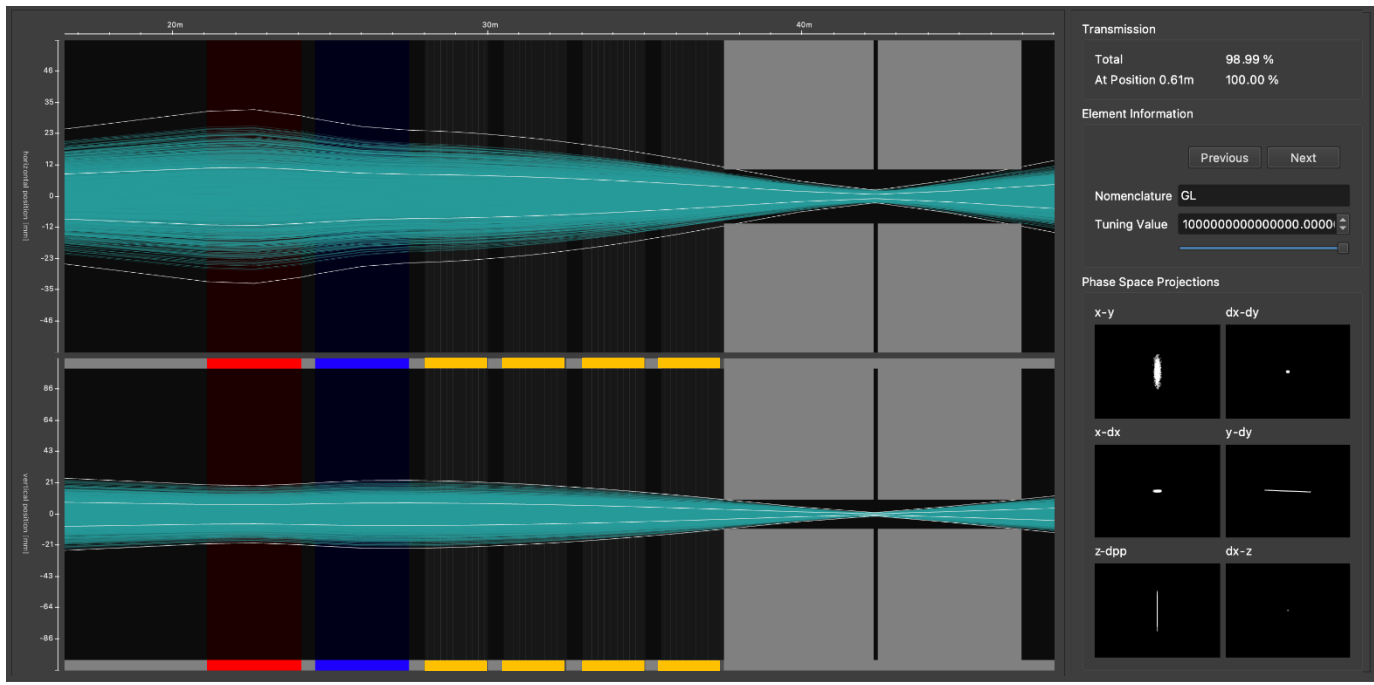 20m 30m 40m
46
35
23
12
0
-12
-23
-35
-46
horizontal position [mm]
86
64
43
21
0
-21
-43
-64
-86
vertical position [mm]
Transmission
Total 98.99 %
At Position 0.61m 100.00 %
Element Information
Previous Next
Nomenclature GL
Tuning Value 1000000000000000.0000
Phase Space Projections
x-y dx-dy
x-dx y-dy
z-dpp dx-z